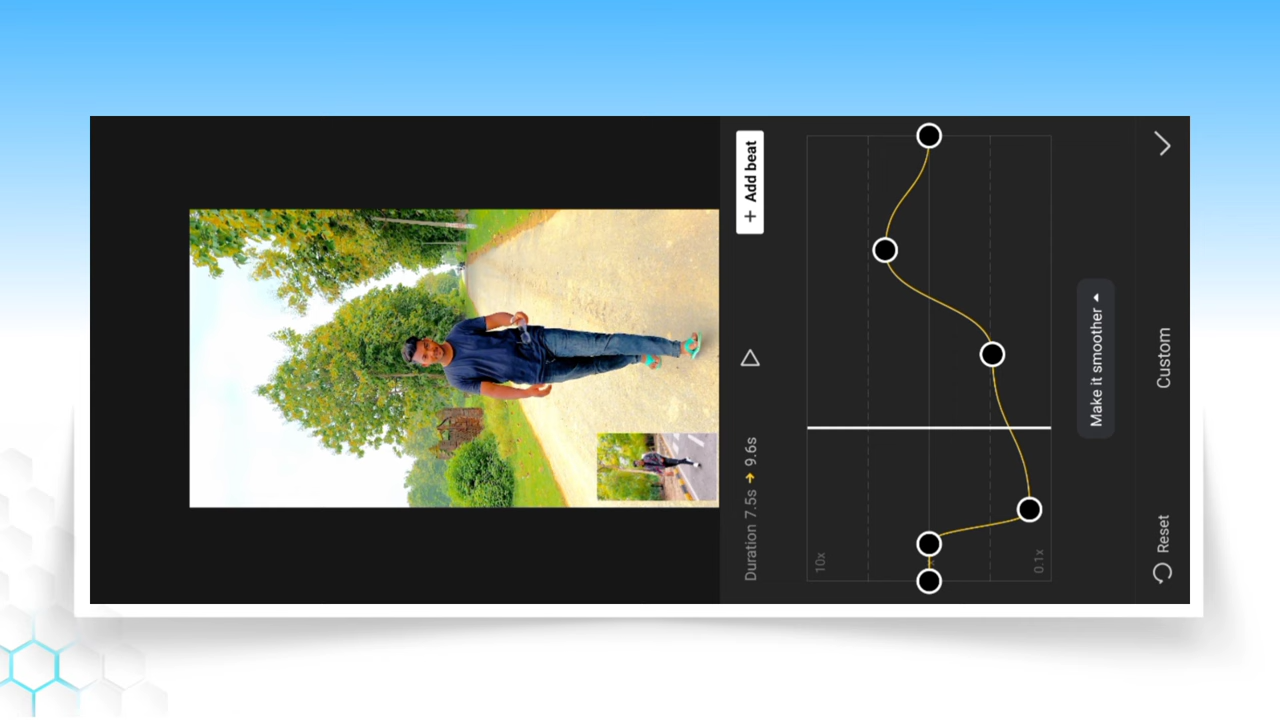 Duration 7.5s → 9.6s
+ Add beat
10x
0.1x
Make it smoother
Reset
Custom